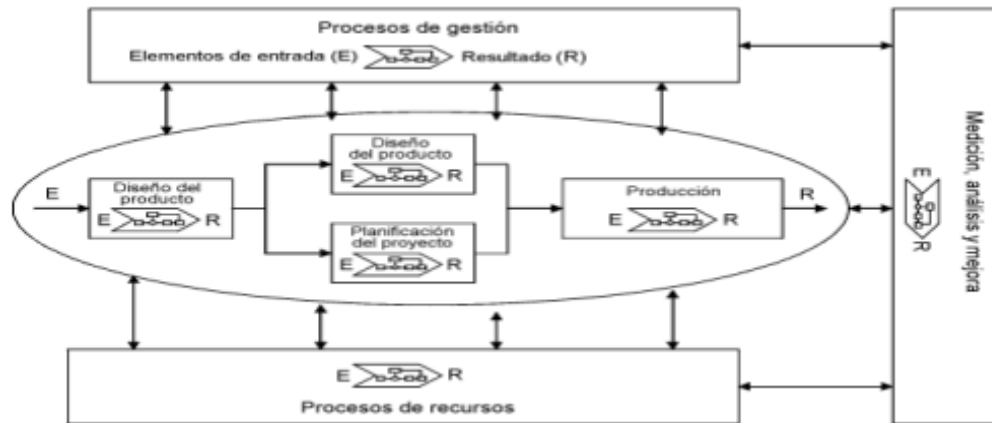 Procesos de gestión
Elementos de entrada (E) Resultado (R)
E
Diseño del
producto
E R
Diseño
del producto
E R
Planificación
del proyecto
E R
Producción
E R
R
E R
Procesos de recursos
Medición, análisis y mejora
E R